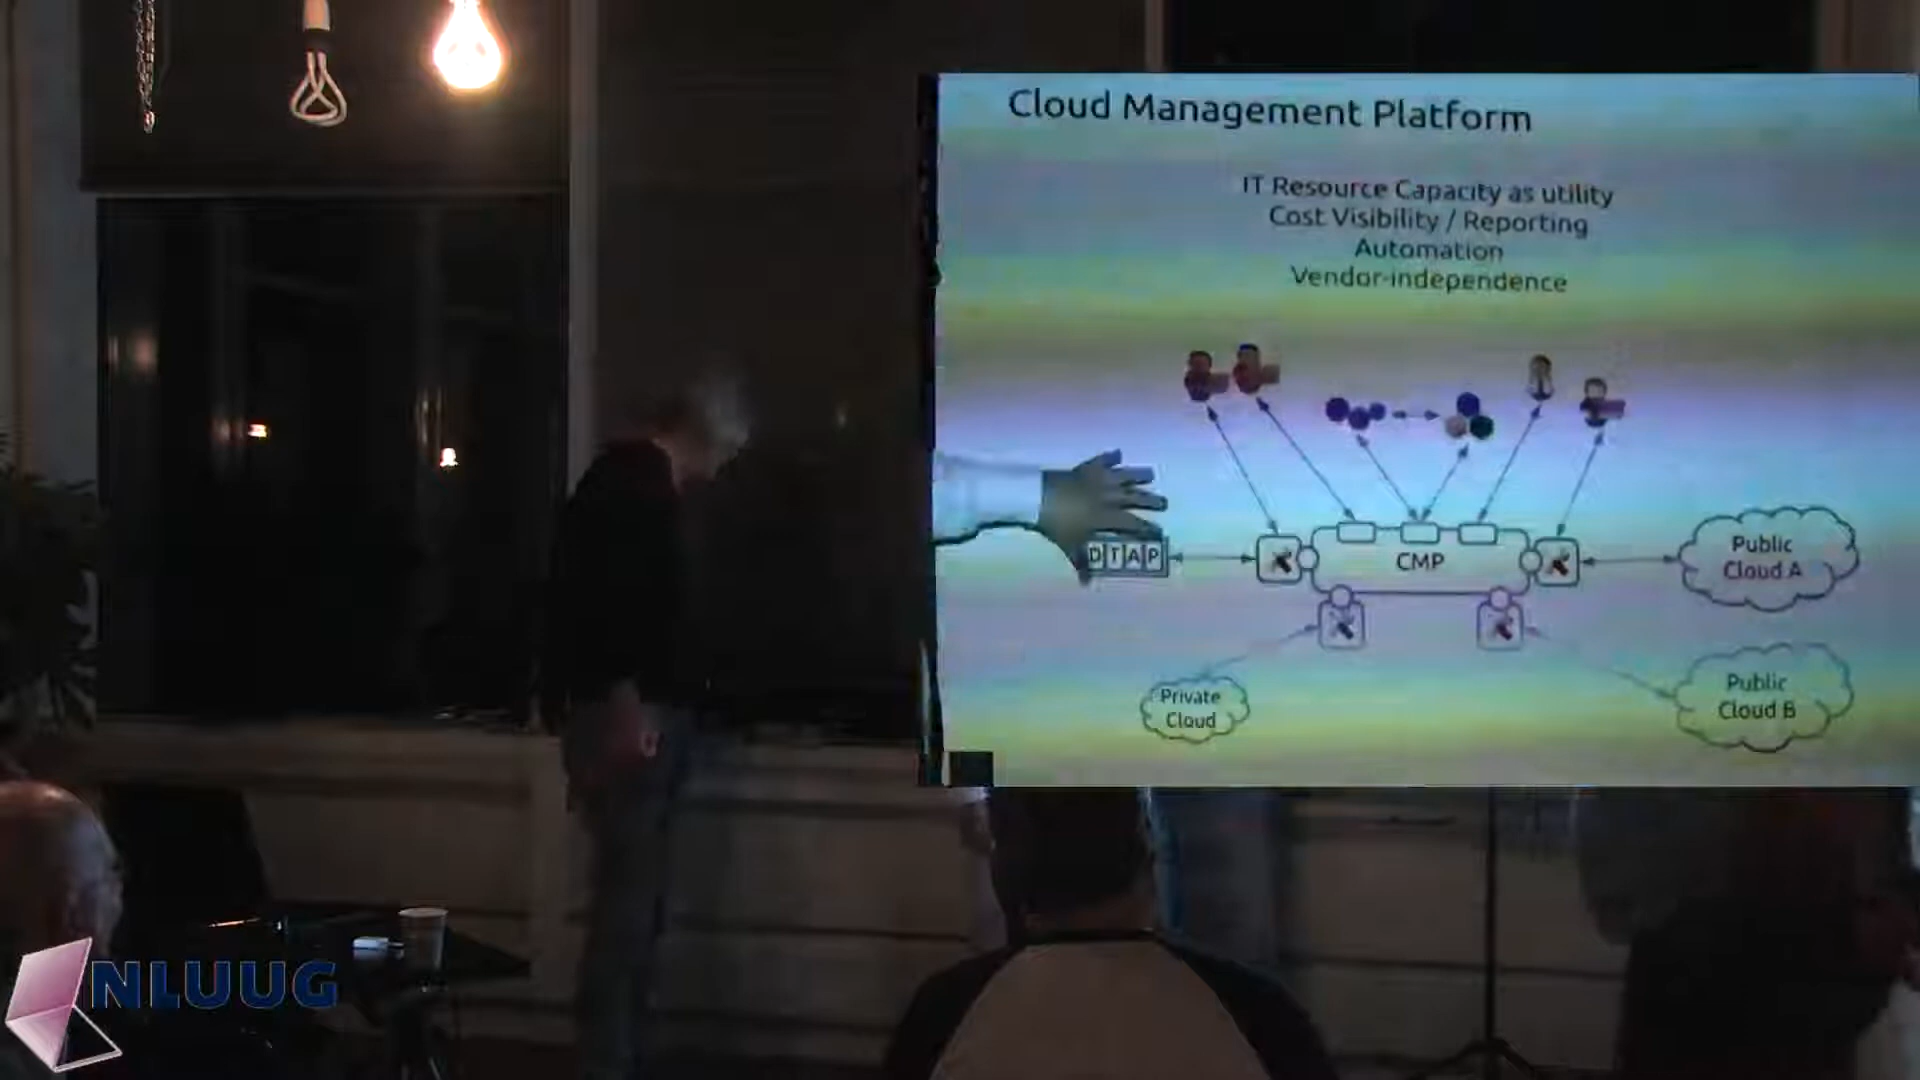 Cloud Management Platform
IT Resource Capacity as utility
Cost Visibility / Reporting
Automation
Vendor-independence
DTAP
CMP
Public
Cloud A
Private
Cloud
Public
Cloud B
NLUUG